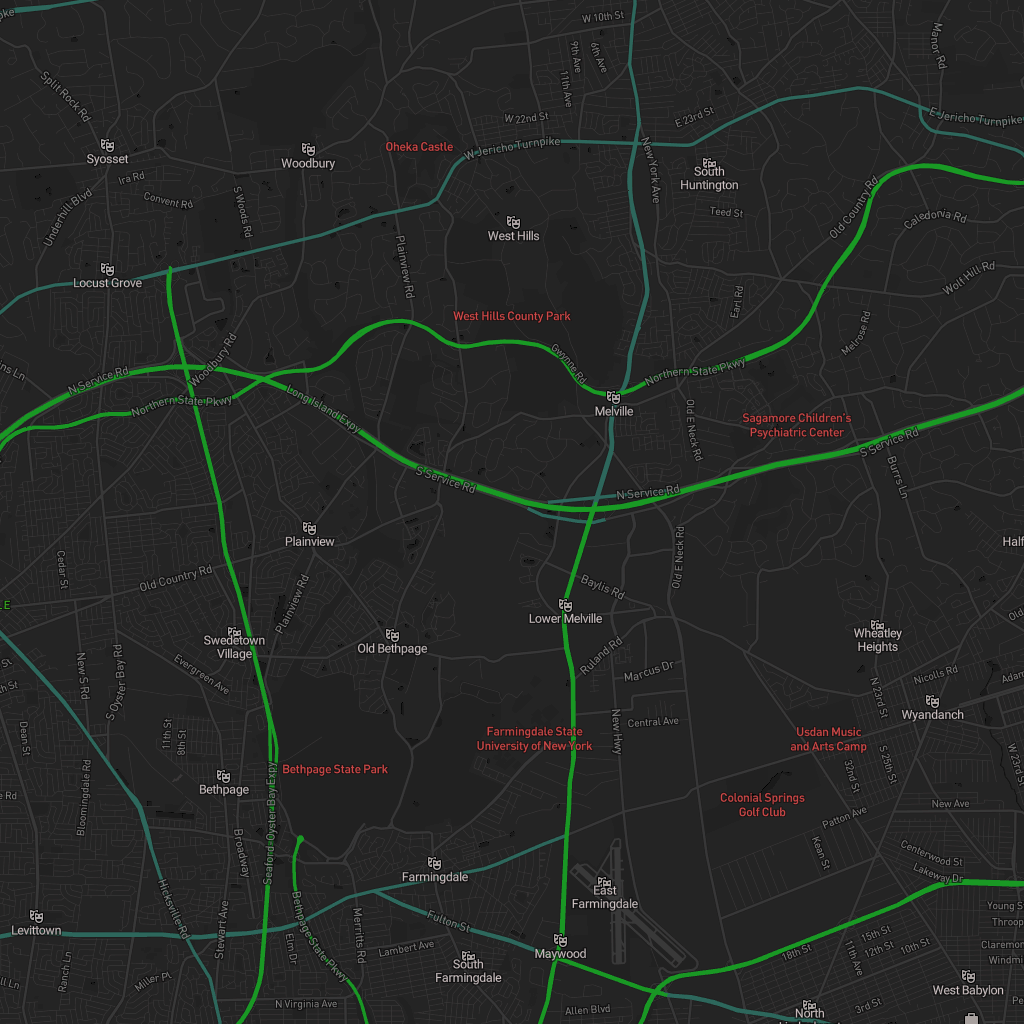 W 10th St
9th Ave
6th Ave
11th Ave
Manor Rd
Split Rock Rd
W 22nd St
E 23rd St
E Jericho Turnpike
Syosset
Woodbury
Oheka Castle
W Jericho Turnpike
New York Ave
South
Huntington
Ira Rd
Convent Rd
S Woods Rd
Underhill Blvd
Teed St
Old Country Rd
Caledonia Rd
West Hills
Plainview Rd
Locust Grove
Wolf Hill Rd
Earl Rd
West Hills County Park
Melrose Rd
Gwynne Rd
Woodbury Rd
N Service Rd
Northern State Pkwy
Northern State Pkwy
Long Island Expy
Melville
Old E Neck Rd
Sagamore Children's
Psychiatric Center
S Service Rd
S Service Rd
N Service Rd
Burrs Ln
Plainview
Half
Cedar St
Old Country Rd
Plainview Rd
Baylis Rd
Old E Neck Rd
LE
Lower Melville
Swedetown
Village
Old Bethpage
Wheatley
Heights
Ruland Rd
Marcus Dr
Nicolls Rd
New S Rd
S Oyster Bay Rd
Evergreen Ave
N 23rd St
Wyandanch
Central Ave
New Hwy
Dean St
11th St
8th St
Farmingdale State
University of New York
Usdan Music
and Arts Camp
S 25th St
W 23rd St
32nd St
Bethpage State Park
Bethpage
Bloomingdale Rd
Colonial Springs
Golf Club
New Ave
Patton Ave
Kean St
Broadway
Seaford-Oyster Bay Expy
Centerwood St
Lakeway Dr
Farmingdale
East
Farmingdale
Hicksville Rd
Stewart Ave
Bethpage State Pkwy
Elm Dr
Merritts Rd
Fulton St
Levittown
Lambert Ave
Maywood
18th St
15th St
12th St
10th St
11th Ave
Young S
Throop
Claremo
Windmi
South
Farmingdale
Ranch Ln
Miller Pl.
West Babylon
N Virginia Ave
Allen Blvd
3rd St
North